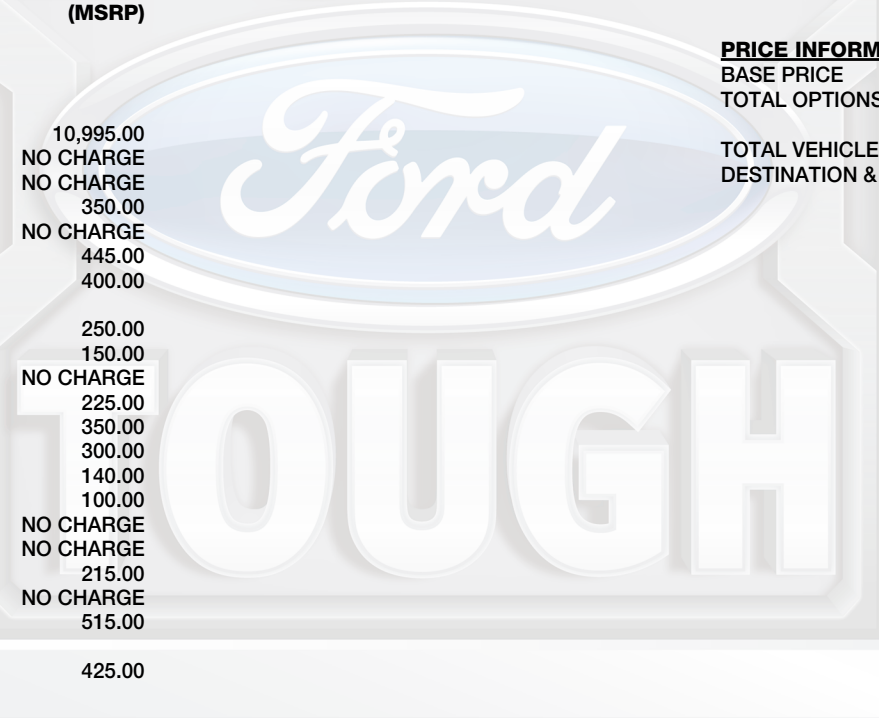 (MSRP)
10,995.00
NO CHARGE
NO CHARGE
350.00
NO CHARGE
445.00
400.00
250.00
150.00
NO CHARGE
225.00
350.00
300.00
140.00
100.00
NO CHARGE
NO CHARGE
215.00
NO CHARGE
515.00
425.00
PRICE INFORM
BASE PRICE
TOTAL OPTIONS
TOTAL VEHICLE
DESTINATION &
Ford
TOUGH